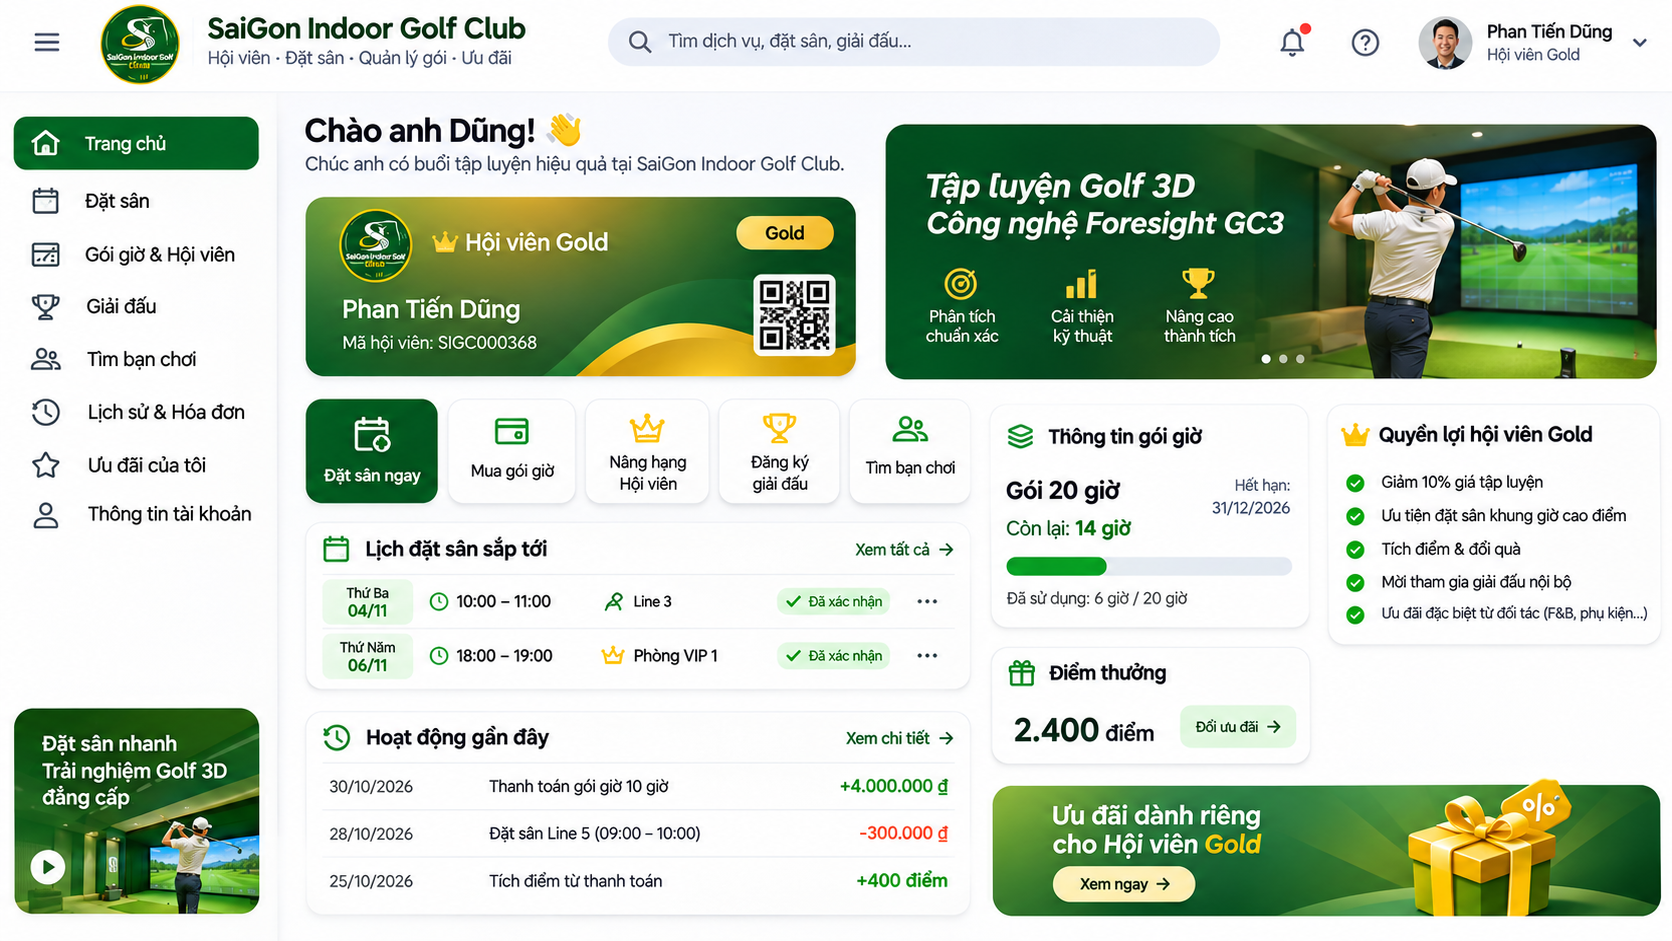 SaiGon Indoor Golf
SaiGon Indoor Golf Club
Hội viên · Đặt sân · Quản lý gói · Ưu đãi
Tìm dịch vụ, đặt sân, giải đấu...
Phan Tiến Dũng
Hội viên Gold
Trang chủ
Đặt sân
Gói giờ & Hội viên
Giải đấu
Tìm bạn chơi
Lịch sử & Hóa đơn
Ưu đãi của tôi
Thông tin tài khoản
Đặt sân nhanh
Trải nghiệm Golf 3D
đẳng cấp
Chào anh Dũng!
Chúc anh có buổi tập luyện hiệu quả tại SaiGon Indoor Golf Club.
SaiGon Indoor Golf
Hội viên Gold
Gold
Phan Tiến Dũng
Mã hội viên: SIGC000368
Tập luyện Golf 3D
Công nghệ Foresight GC3
Phân tích
chuẩn xác
Cải thiện
kỹ thuật
Nâng cao
thành tích
Đặt sân ngay
Mua gói giờ
Nâng hạng
Hội viên
Đăng ký
giải đấu
Tìm bạn chơi
Lịch đặt sân sắp tới
Xem tất cả →
Thứ Ba
04/11
10:00 – 11:00
Line 3
Đã xác nhận
Thứ Năm
06/11
18:00 – 19:00
Phòng VIP 1
Đã xác nhận
Hoạt động gần đây
Xem chi tiết →
30/10/2026 Thanh toán gói giờ 10 giờ +4.000.000 ₫
28/10/2026 Đặt sân Line 5 (09:00 – 10:00) -300.000 ₫
25/10/2026 Tích điểm từ thanh toán +400 điểm
Thông tin gói giờ
Gói 20 giờ
Hết hạn:
31/12/2026
Còn lại: 14 giờ
Đã sử dụng: 6 giờ / 20 giờ
Quyền lợi hội viên Gold
Giảm 10% giá tập luyện
Ưu tiên đặt sân khung giờ cao điểm
Tích điểm & đổi quà
Mời tham gia giải đấu nội bộ
Ưu đãi đặc biệt từ đối tác (F&B, phụ kiện...)
Điểm thưởng
2.400 điểm
Đổi ưu đãi →
Ưu đãi dành riêng
cho Hội viên Gold
Xem ngay →
%